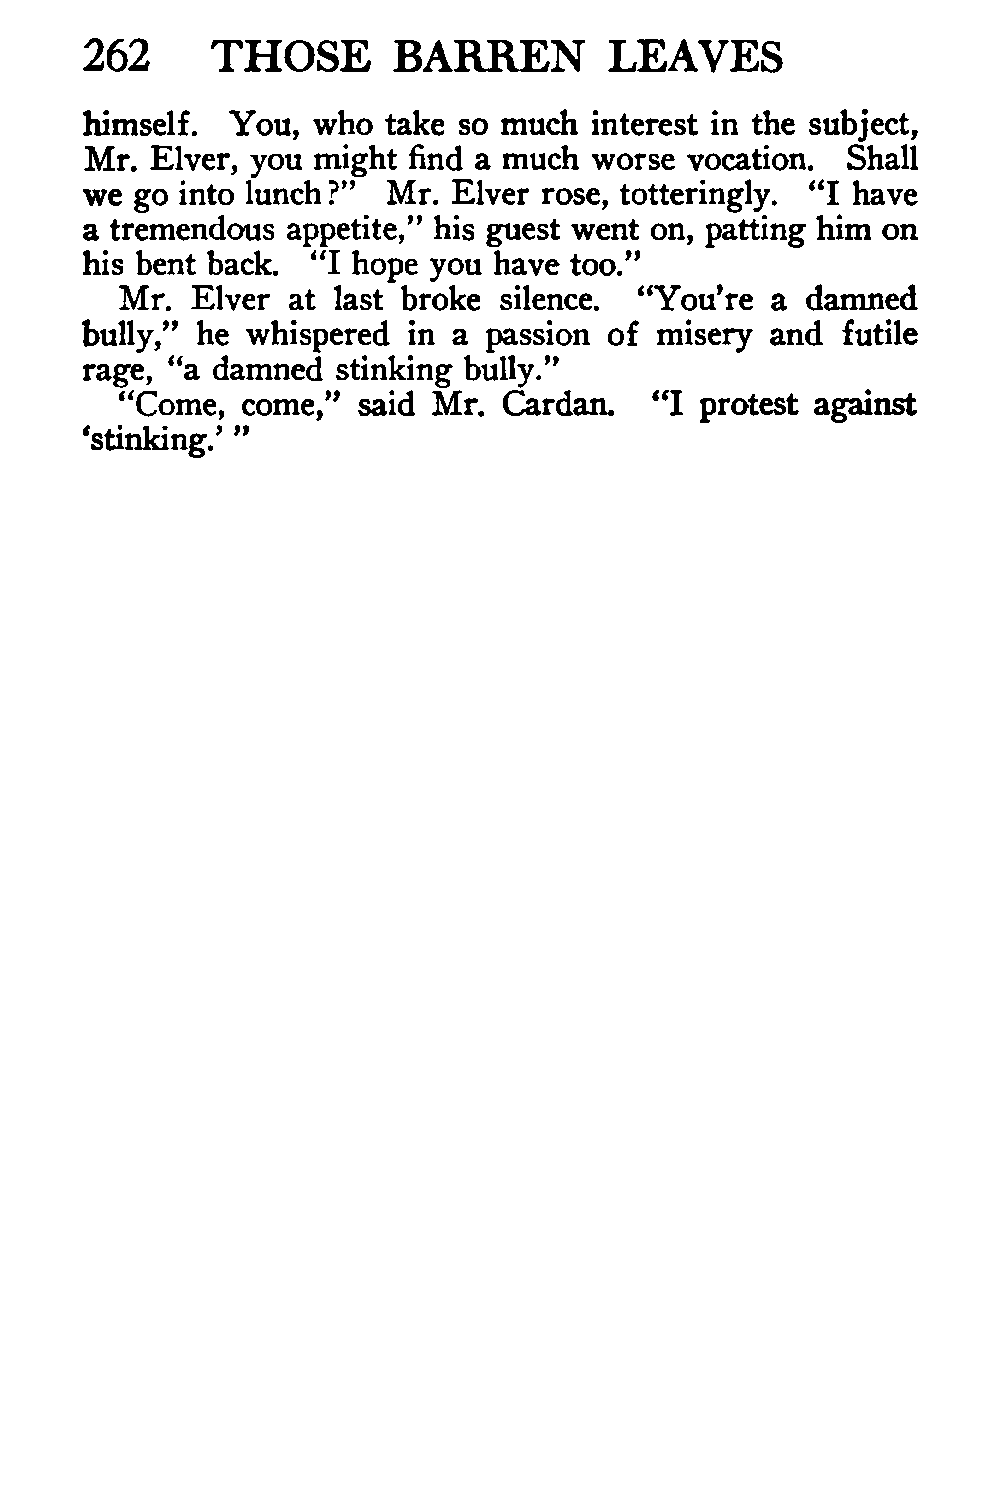 262 THOSE BARREN LEAVES
himself. You, who take so much interest in the subject,
Mr. Elver, you might find a much worse vocation. Shall
we go into lunch?” Mr. Elver rose, totteringly. “I have
a tremendous appetite,” his guest went on, patting him on
his bent back. “I hope you have too.”
Mr. Elver at last broke silence. “You’re a damned
bully,” he whispered in a passion of misery and futile
rage, “a damned stinking bully.”
“Come, come,” said Mr. Cardan. “I protest against
‘stinking.’ ”